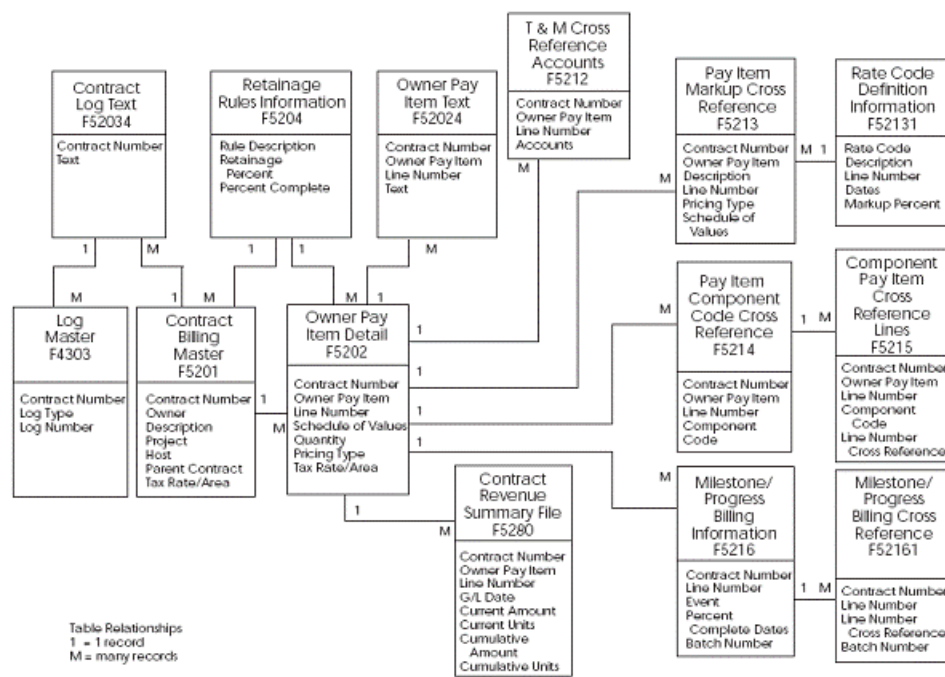 T & M Cross
Reference
Accounts
F5212
Contract Number
Owner Pay Item
Line Number
Accounts
Contract
Log Text
F52034
Contract Number
Text
Retainage
Rules Information
F5204
Rule Description
Retainage
Percent
Percent Complete
Owner Pay
Item Text
F52024
Contract Number
Owner Pay Item
Line Number
Text
Pay Item
Markup Cross
Reference
F5213
Contract Number
Owner Pay Item
Description
Line Number
Pricing Type
Schedule of
Values
Rate Code
Definition
Information
F52131
Rate Code
Description
Line Number
Dates
Markup Percent
M 1
M
M
1 M
1 1
M
M
1 M
M 1
Log
Master
F4303
Contract Number
Log Type
Log Number
Contract
Billing
Master
F5201
Contract Number
Owner
Description
Project
Host
Parent Contract
Tax Rate/Area
1
M
Owner Pay
Item Detail
F5202
Contract Number
Owner Pay Item
Line Number
Schedule of Values
Quantity
Pricing Type
Tax Rate/Area
1
1
1
1
M
Pay Item
Component
Code Cross
Reference
F5214
Contract Number
Owner Pay Item
Line Number
Component
Code
1 M
Component
Pay Item
Cross
Reference
Lines
F5215
Contract Number
Owner Pay Item
Line Number
Component
Code
Line Number
Cross Reference
1
M
Contract
Revenue
Summary File
F5280
Contract Number
Owner Pay Item
Line Number
G/L Date
Current Amount
Current Units
Cumulative
Amount
Cumulative Units
M
Milestone/
Progress
Billing
Information
F5216
Contract Number
Line Number
Event
Percent
Complete Dates
Batch Number
1 M
Milestone/
Progress
Billing Cross
Reference
F52161
Contract Number
Line Number
Line Number
Cross Reference
Batch Number
Table Relationships
1 = 1 record
M = many records